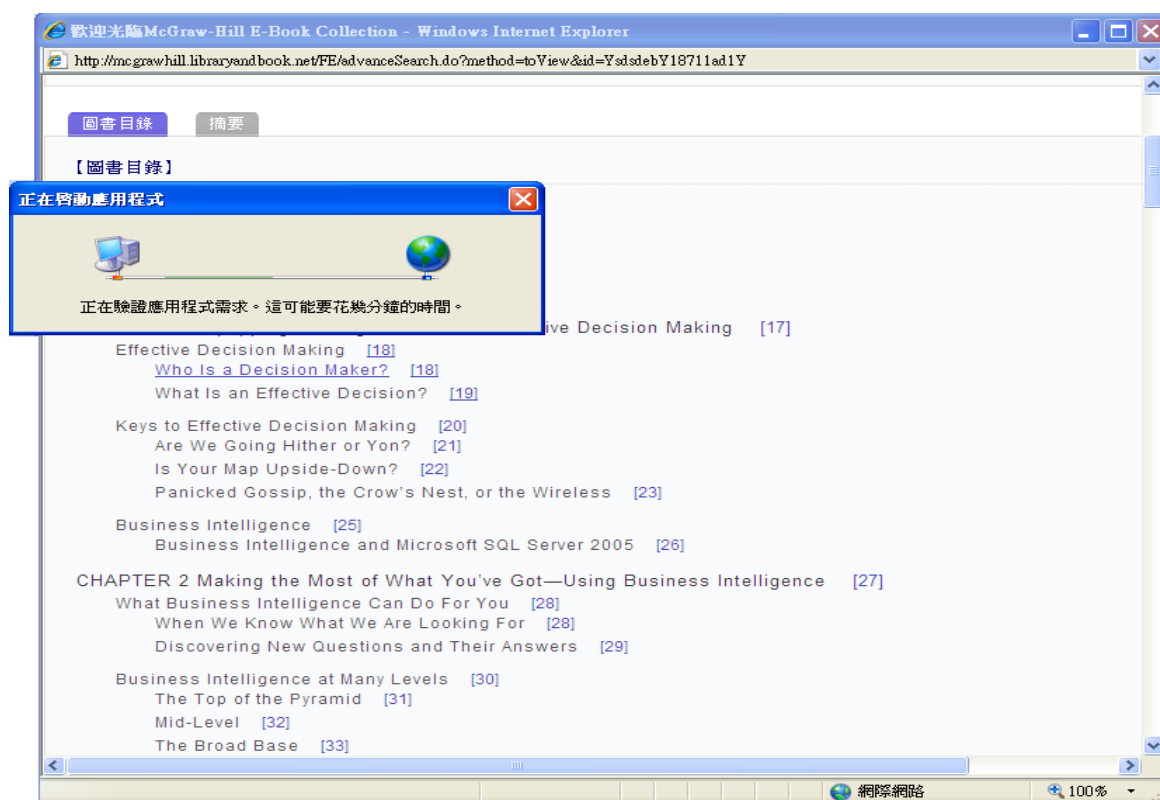 歡迎光臨McGraw-Hill E-Book Collection - Windows Internet Explorer
http://mcgrawhill.libraryandbook.net/FE/advanceSearch.do?method=toView&id=YsdsdebY18711ad1Y
圖書目錄 摘要
【圖書目錄】
正在啓動應用程式
正在驗證應用程式需求。這可能要花幾分鐘的時間。
ive Decision Making [17]
Effective Decision Making [18]
Who Is a Decision Maker? [18]
What Is an Effective Decision? [19]
Keys to Effective Decision Making [20]
Are We Going Hither or Yon? [21]
Is Your Map Upside-Down? [22]
Panicked Gossip, the Crow's Nest, or the Wireless [23]
Business Intelligence [25]
Business Intelligence and Microsoft SQL Server 2005 [26]
CHAPTER 2 Making the Most of What You've Got—Using Business Intelligence [27]
What Business Intelligence Can Do For You [28]
When We Know What We Are Looking For [28]
Discovering New Questions and Their Answers [29]
Business Intelligence at Many Levels [30]
The Top of the Pyramid [31]
Mid-Level [32]
The Broad Base [33]
網際網路 100%